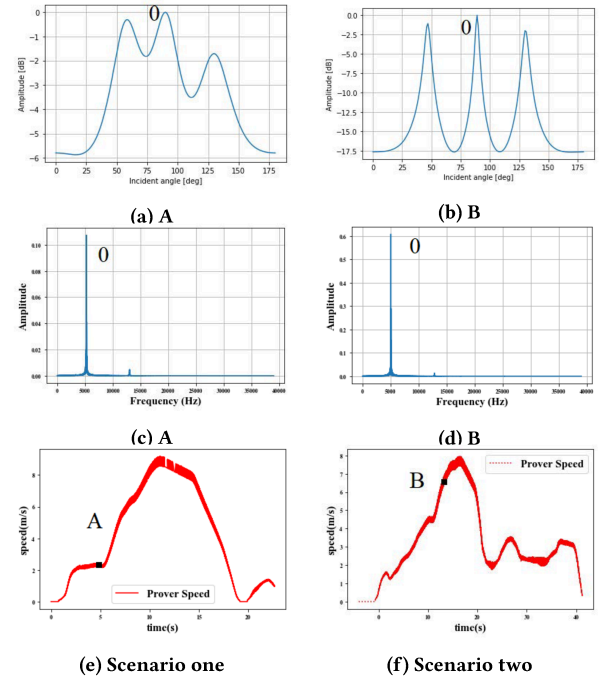 0
0
−1
−2
−3
−4
−5
−6
Amplitude [dB]
0 25 50 75 100 125 150 175
Incident angle [deg]
(a) A
0
0.0
−2.5
−5.0
−7.5
−10.0
−12.5
−15.0
−17.5
Amplitude [dB]
0 25 50 75 100 125 150 175
Incident angle [deg]
(b) B
0
0.10
0.08
0.06
0.04
0.02
0.00
Amplitude
0 5000 10000 15000 20000 25000 30000 35000 40000
Frequency (Hz)
(c) A
0
0.6
0.5
0.4
0.3
0.2
0.1
0.0
Amplitude
0 5000 10000 15000 20000 25000 30000 35000 40000
Frequency (Hz)
(d) B
A
8
6
4
2
0
speed(m/s)
Prover Speed
0 5 10 15 20
time(s)
(e) Scenario one
B
Prover Speed
8
7
6
5
4
3
2
1
0
speed(m/s)
0 10 20 30 40
time(s)
(f) Scenario two